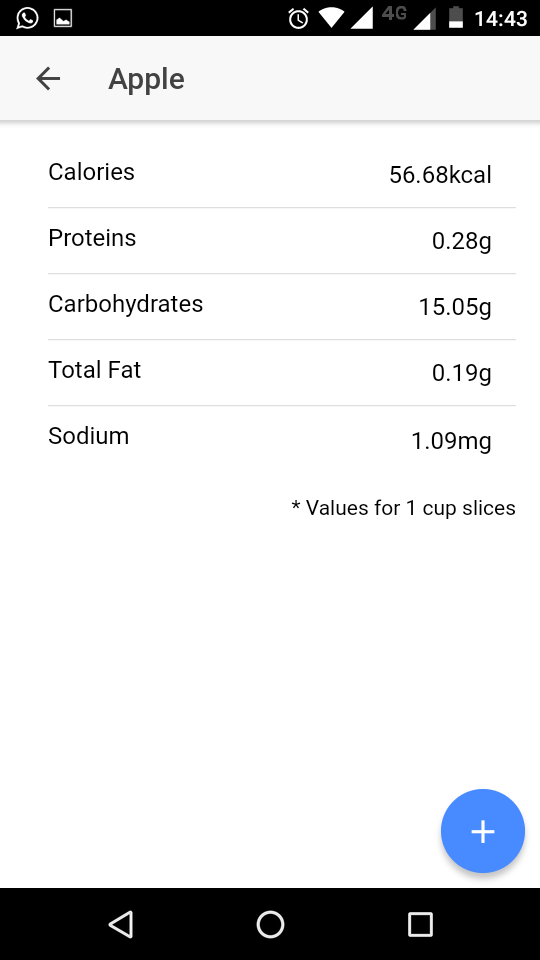 4G 14:43
Apple
Calories 56.68kcal
Proteins 0.28g
Carbohydrates 15.05g
Total Fat 0.19g
Sodium 1.09mg
* Values for 1 cup slices